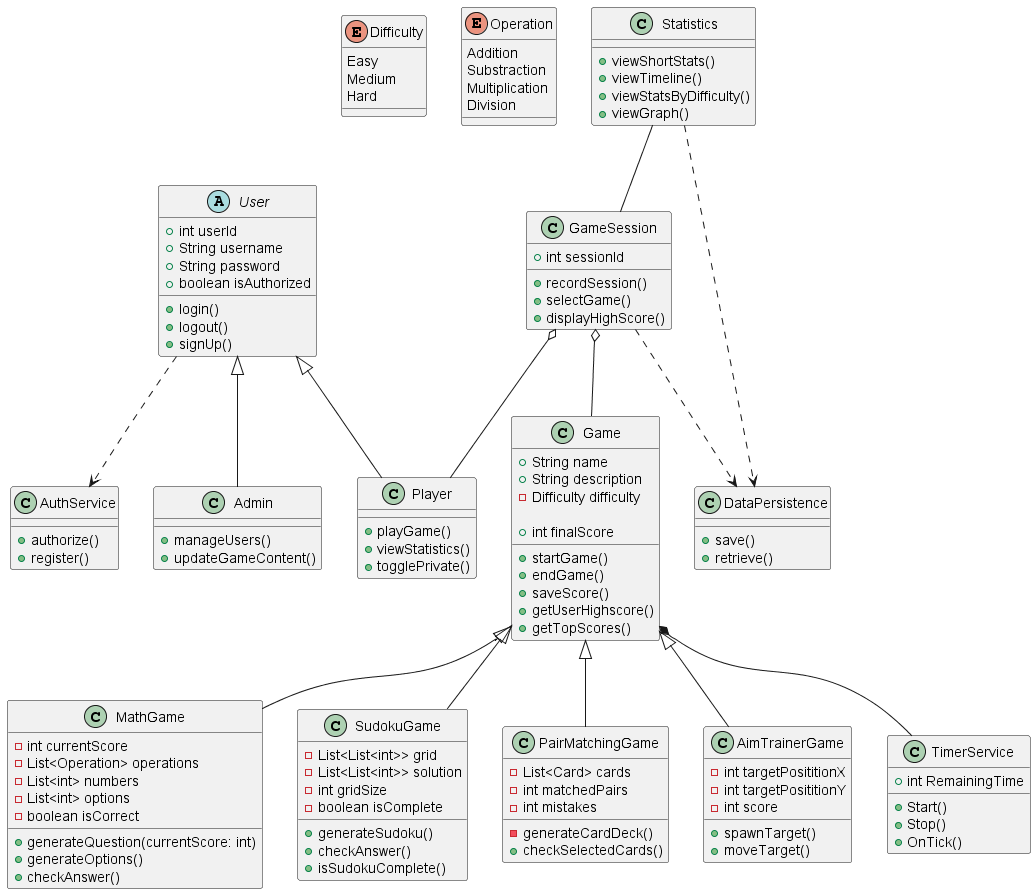 E Difficulty
Easy
Medium
Hard
E Operation
Addition
Substraction
Multiplication
Division
C Statistics
viewShortStats()
viewTimeline()
viewStatsByDifficulty()
viewGraph()
A User
int userId
String username
String password
boolean isAuthorized
login()
logout()
signUp()
C GameSession
int sessionId
recordSession()
selectGame()
displayHighScore()
C AuthService
authorize()
register()
C Admin
manageUsers()
updateGameContent()
C Player
playGame()
viewStatistics()
togglePrivate()
C Game
String name
String description
Difficulty difficulty
int finalScore
startGame()
endGame()
saveScore()
getUserHighscore()
getTopScores()
C DataPersistence
save()
retrieve()
C MathGame
int currentScore
List<Operation> operations
List<int> numbers
List<int> options
boolean isCorrect
generateQuestion(currentScore: int)
generateOptions()
checkAnswer()
C SudokuGame
List<List<int>> grid
List<List<int>> solution
int gridSize
boolean isComplete
generateSudoku()
checkAnswer()
isSudokuComplete()
C PairMatchingGame
List<Card> cards
int matchedPairs
int mistakes
generateCardDeck()
checkSelectedCards()
C AimTrainerGame
int targetPosititionX
int targetPosititionY
int score
spawnTarget()
moveTarget()
C TimerService
int RemainingTime
Start()
Stop()
OnTick()